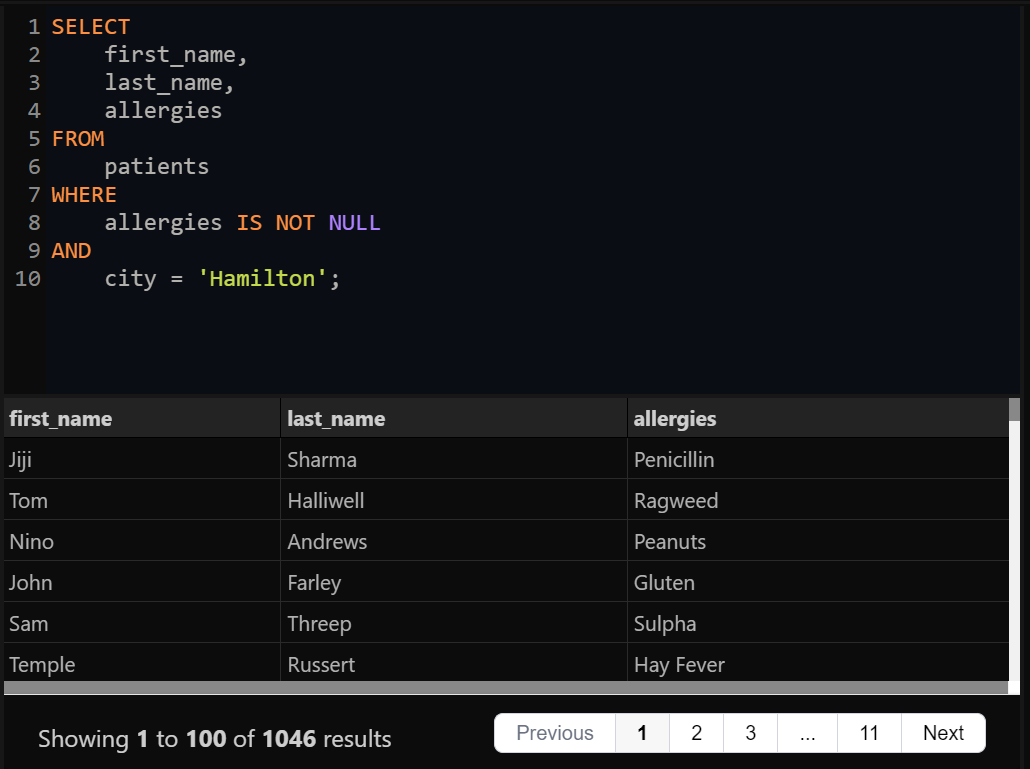 1 SELECT
2 first_name,
3 last_name,
4 allergies
5 FROM
6 patients
7 WHERE
8 allergies IS NOT NULL
9 AND
10 city = 'Hamilton';
first_name last_name allergies
Jiji Sharma Penicillin
Tom Halliwell Ragweed
Nino Andrews Peanuts
John Farley Gluten
Sam Threep Sulpha
Temple Russert Hay Fever
Showing 1 to 100 of 1046 results Previous 1 2 3 ... 11 Next